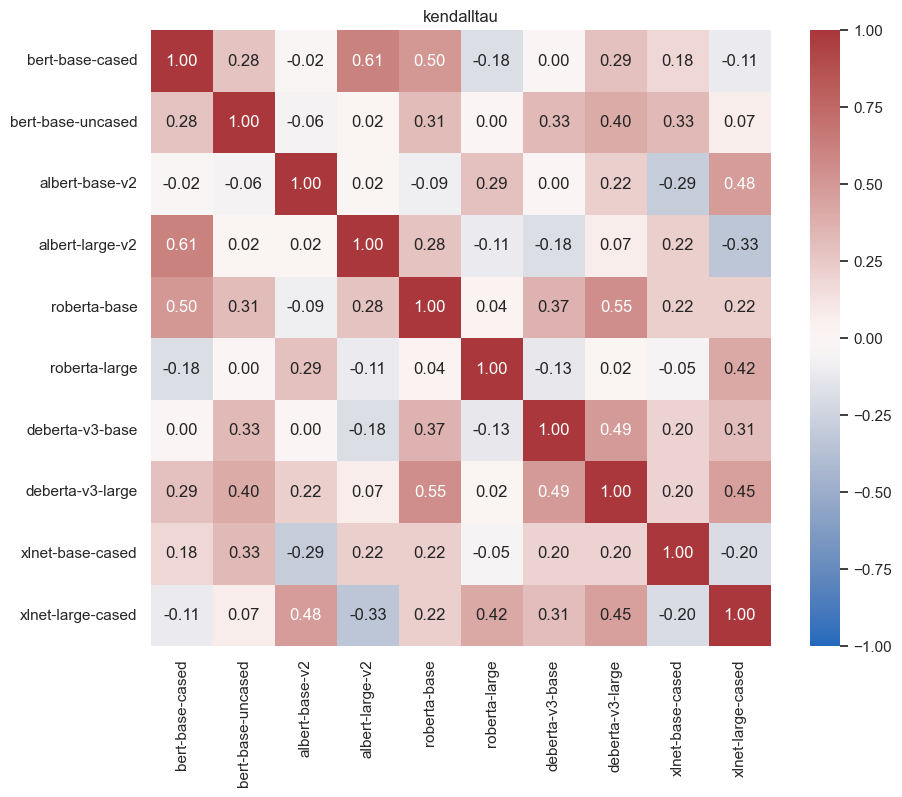 kendalltau
bert-base-cased 1.00 0.28 -0.02 0.61 0.50 -0.18 0.00 0.29 0.18 -0.11
bert-base-uncased 0.28 1.00 -0.06 0.02 0.31 0.00 0.33 0.40 0.33 0.07
albert-base-v2 -0.02 -0.06 1.00 0.02 -0.09 0.29 0.00 0.22 -0.29 0.48
albert-large-v2 0.61 0.02 0.02 1.00 0.28 -0.11 -0.18 0.07 0.22 -0.33
roberta-base 0.50 0.31 -0.09 0.28 1.00 0.04 0.37 0.55 0.22 0.22
roberta-large -0.18 0.00 0.29 -0.11 0.04 1.00 -0.13 0.02 -0.05 0.42
deberta-v3-base 0.00 0.33 0.00 -0.18 0.37 -0.13 1.00 0.49 0.20 0.31
deberta-v3-large 0.29 0.40 0.22 0.07 0.55 0.02 0.49 1.00 0.20 0.45
xlnet-base-cased 0.18 0.33 -0.29 0.22 0.22 -0.05 0.20 0.20 1.00 -0.20
xlnet-large-cased -0.11 0.07 0.48 -0.33 0.22 0.42 0.31 0.45 -0.20 1.00
bert-base-cased
bert-base-uncased
albert-base-v2
albert-large-v2
roberta-base
roberta-large
deberta-v3-base
deberta-v3-large
xlnet-base-cased
xlnet-large-cased
1.00
0.75
0.50
0.25
0.00
−0.25
−0.50
−0.75
−1.00